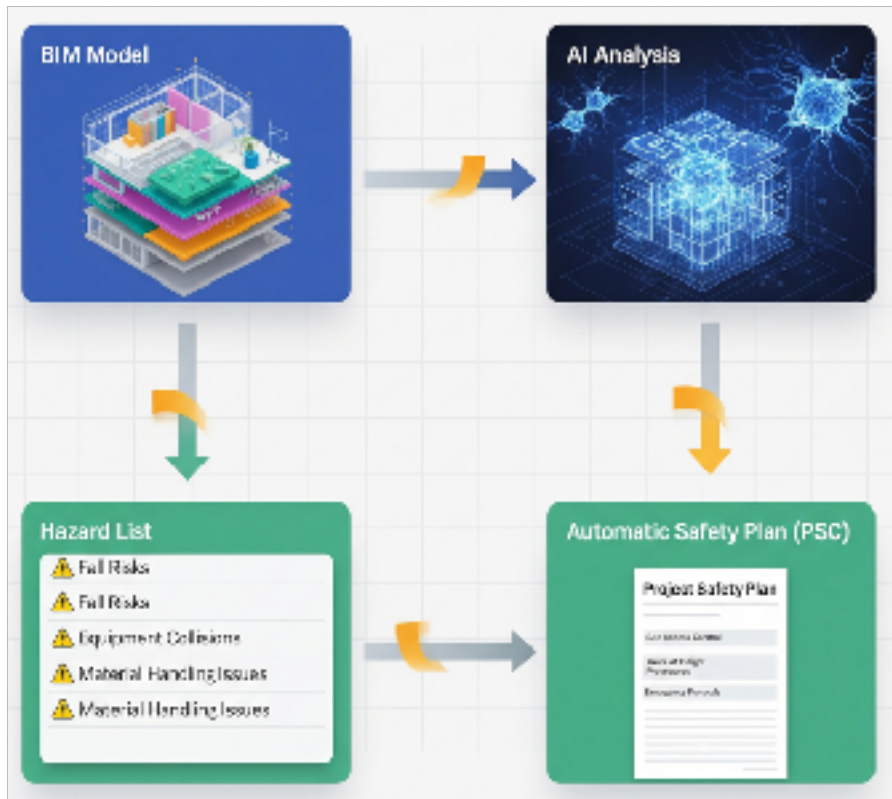 BIM Model
AI Analysis
Hazard List
Fall Risks
Fall Risks
Equipment Collisions
Material Handling Issues
Material Handling Issues
Automatic Safety Plan (PSC)
Project Safety Plan